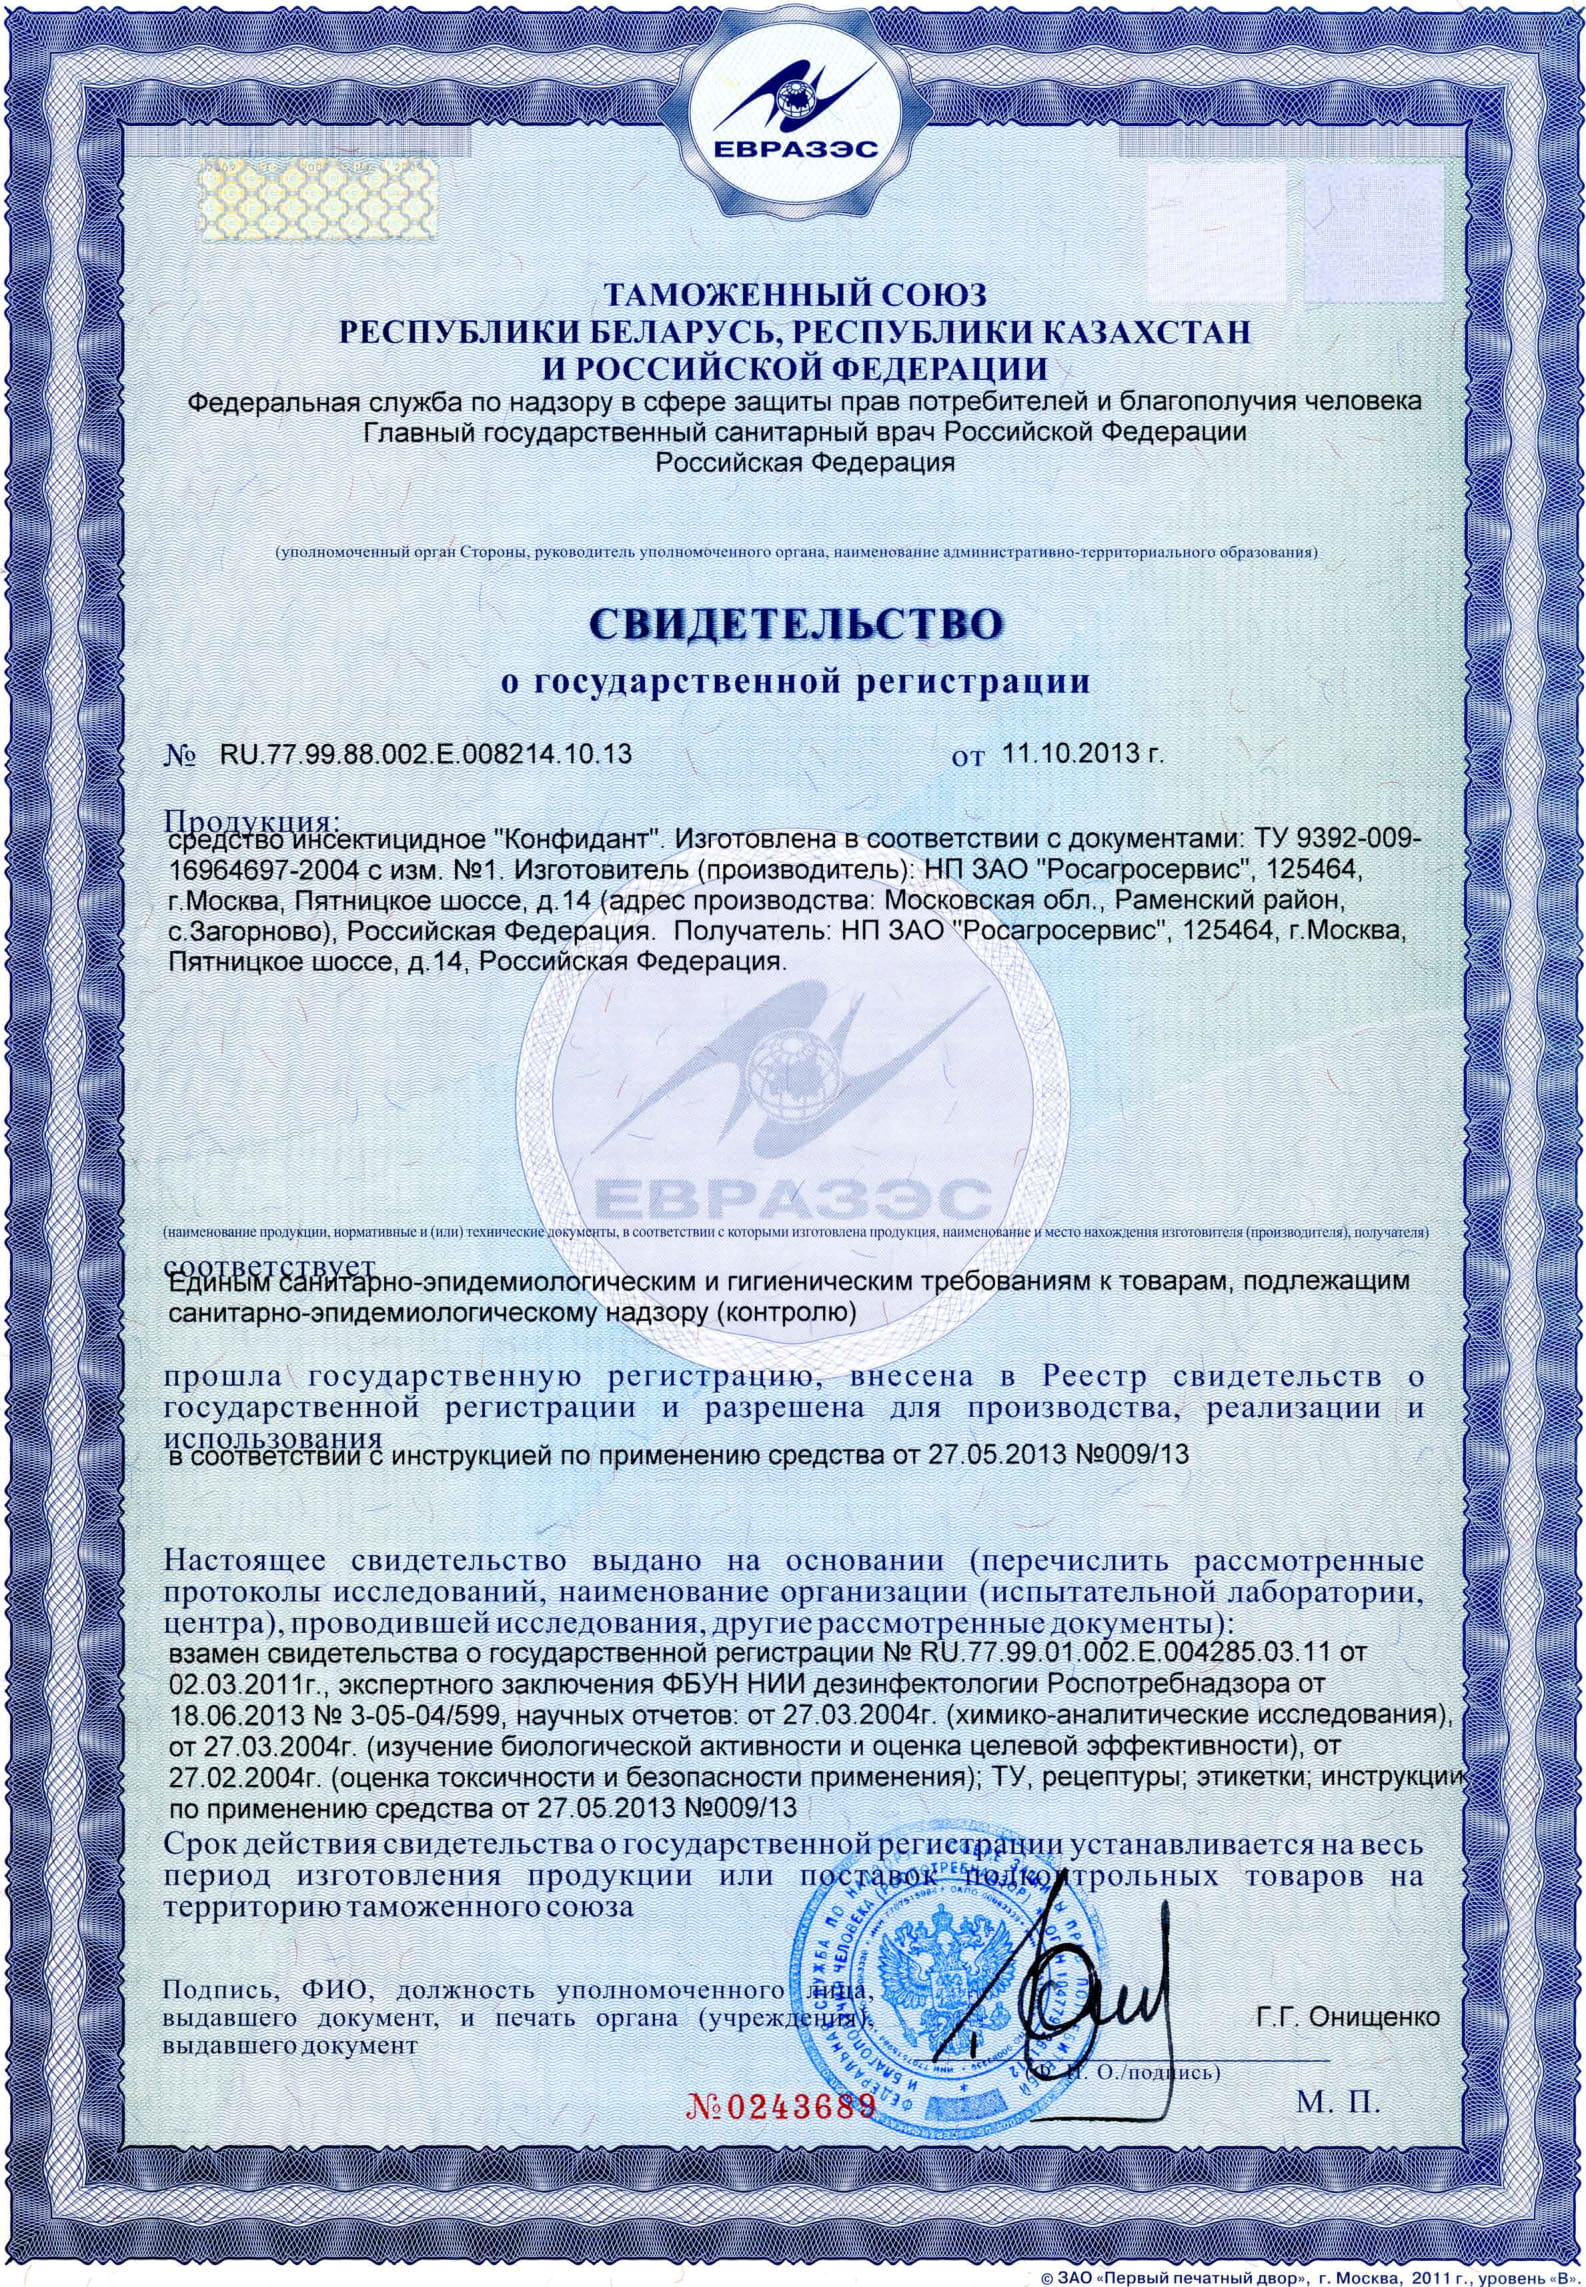 ЕВРАЗЭС
ТАМОЖЕННЫЙ СОЮЗ
РЕСПУБЛИКИ БЕЛАРУСЬ, РЕСПУБЛИКИ КАЗАХСТАН
И РОССИЙСКОЙ ФЕДЕРАЦИИ
Федеральная служба по надзору в сфере защиты прав потребителей и благополучия человека
Главный государственный санитарный врач Российской Федерации
Российская Федерация
(уполномоченный орган Стороны, руководитель уполномоченного органа, наименование административно-территориального образования)
СВИДЕТЕЛЬСТВО
о государственной регистрации
№ RU.77.99.88.002.Е.008214.10.13 от 11.10.2013 г.
Продукция:
средство инсектицидное "Конфидант". Изготовлена в соответствии с документами: ТУ 9392-009-
16964697-2004 с изм. №1. Изготовитель (производитель): НП ЗАО "Росагросервис", 125464,
г.Москва, Пятницкое шоссе, д.14 (адрес производства: Московская обл., Раменский район,
с.Загорново), Российская Федерация. Получатель: НП ЗАО "Росагросервис", 125464, г.Москва,
Пятницкое шоссе, д.14, Российская Федерация.
ЕВРАЗЭС
(наименование продукции, нормативные и (или) технические документы, в соответствии с которыми изготовлена продукция, наименование и место нахождения изготовителя (производителя), получателя)
соответствует
Единым санитарно-эпидемиологическим и гигиеническим требованиям к товарам, подлежащим
санитарно-эпидемиологическому надзору (контролю)
прошла государственную регистрацию, внесена в Реестр свидетельств о
государственной регистрации и разрешена для производства, реализации и
использования
в соответствии с инструкцией по применению средства от 27.05.2013 №009/13
Настоящее свидетельство выдано на основании (перечислить рассмотренные
протоколы исследований, наименование организации (испытательной лаборатории,
центра), проводившей исследования, другие рассмотренные документы):
взамен свидетельства о государственной регистрации № RU.77.99.01.002.Е.004285.03.11 от
02.03.2011г., экспертного заключения ФБУН НИИ дезинфектологии Роспотребнадзора от
18.06.2013 № 3-05-04/599, научных отчетов: от 27.03.2004г. (химико-аналитические исследования),
от 27.03.2004г. (изучение биологической активности и оценка целевой эффективности), от
27.02.2004г. (оценка токсичности и безопасности применения); ТУ, рецептуры; этикетки; инструкции
по применению средства от 27.05.2013 №009/13
Срок действия свидетельства о государственной регистрации устанавливается на весь
период изготовления продукции или поставок подконтрольных товаров на
территорию таможенного союза
Подпись, ФИО, должность уполномоченного лица,
выдавшего документ, и печать органа (учреждения),
выдавшего документ
Г.Г. Онищенко
(Ф. И. О./подпись)
№0243689
М. П.
© ЗАО «Первый печатный двор», г. Москва, 2011 г., уровень «В».